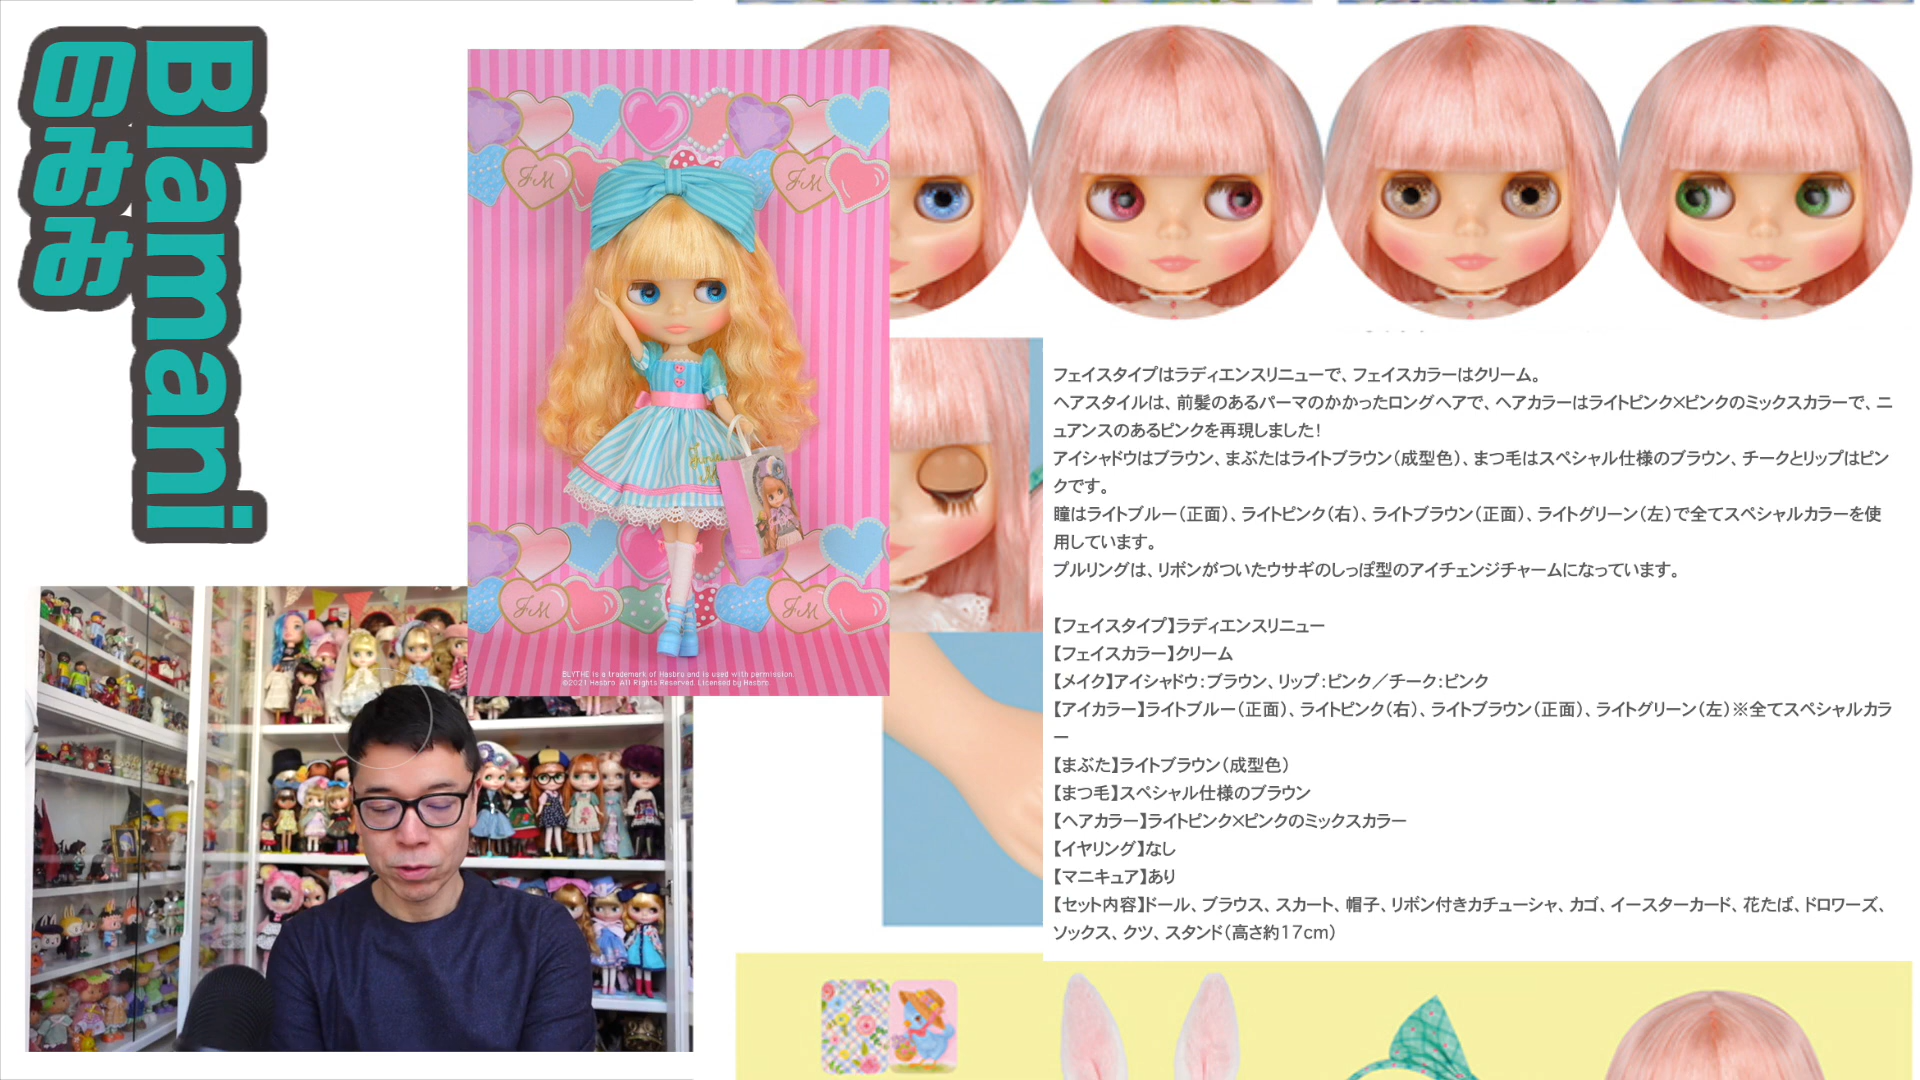 Blamani
のみみ
JM
JM
June
JM
JM
BLYTHE is a trademark of Hasbro and is used with permission.
©2021 Hasbro. All Rights Reserved. Licensed by Hasbro.
フェイスタイプはラディエンスリニューで、フェイスカラーはクリーム。
ヘアスタイルは、前髪のあるパーマのかかったロングヘアで、ヘアカラーはライトピンク×ピンクのミックスカラーで、ニ
ュアンスのあるピンクを再現しました！
アイシャドウはブラウン、まぶたはライトブラウン（成型色）、まつ毛はスペシャル仕様のブラウン、チークとリップはピン
クです。
瞳はライトブルー（正面）、ライトピンク（右）、ライトブラウン（正面）、ライトグリーン（左）で全てスペシャルカラーを使
用しています。
プルリングは、リボンがついたウサギのしっぽ型のアイチェンジチャームになっています。
【フェイスタイプ】ラディエンスリニュー
【フェイスカラー】クリーム
【メイク】アイシャドウ：ブラウン、リップ：ピンク／チーク：ピンク
【アイカラー】ライトブルー（正面）、ライトピンク（右）、ライトブラウン（正面）、ライトグリーン（左）※全てスペシャルカラ
ー
【まぶた】ライトブラウン（成型色）
【まつ毛】スペシャル仕様のブラウン
【ヘアカラー】ライトピンク×ピンクのミックスカラー
【イヤリング】なし
【マニキュア】あり
【セット内容】ドール、ブラウス、スカート、帽子、リボン付きカチューシャ、カゴ、イースターカード、花たば、ドロワーズ、
ソックス、クツ、スタンド（高さ約17cm）